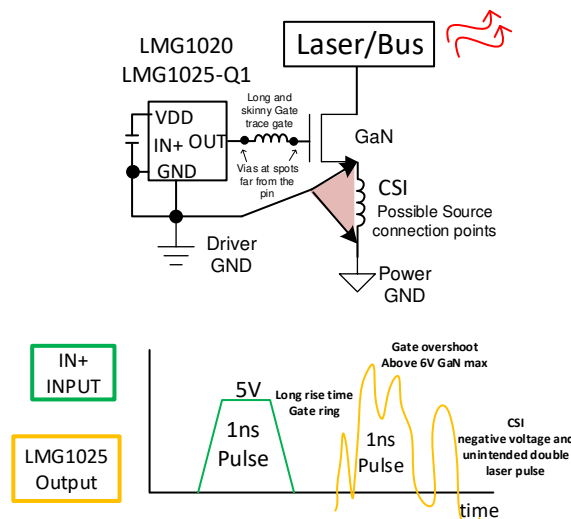 LMG1020
LMG1025-Q1
Laser/Bus
VDD
IN+
OUT
GND
Long and
skinny Gate
trace gate
Vias at spots
far from the
pin
GaN
CSI
Possible Source
connection points
Driver
GND
Power
GND
IN+
INPUT
LMG1025
Output
5V
1ns
Pulse
Long rise time
Gate ring
Gate overshoot
Above 6V GaN max
1ns
Pulse
CSI
negative voltage and
unintended double
laser pulse
time